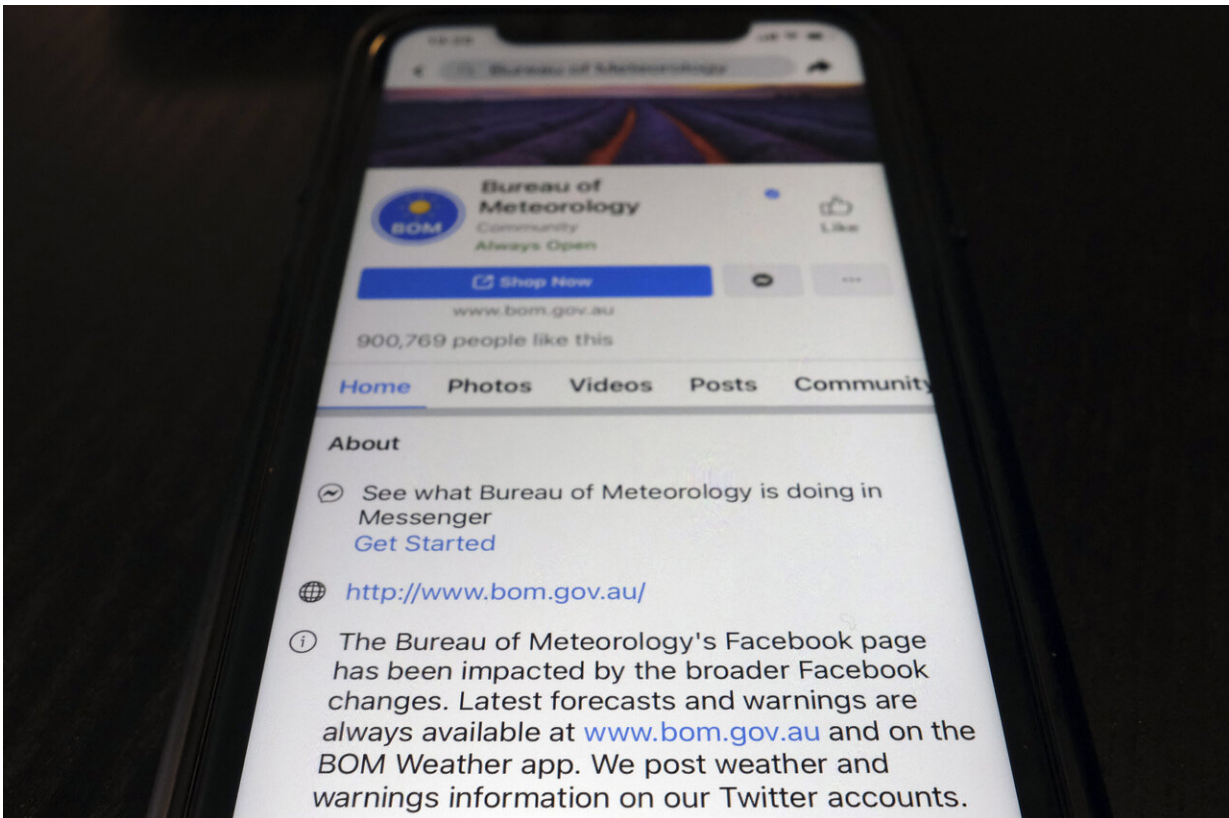 Bureau of Meteorology
Bureau of
Meteorology
BOM
Community
Always Open
Like
Shop Now
www.bom.gov.au
900,769 people like this
Home Photos Videos Posts Community
About
See what Bureau of Meteorology is doing in
Messenger
Get Started
http://www.bom.gov.au/
The Bureau of Meteorology's Facebook page
has been impacted by the broader Facebook
changes. Latest forecasts and warnings are
always available at www.bom.gov.au and on the
BOM Weather app. We post weather and
warnings information on our Twitter accounts.